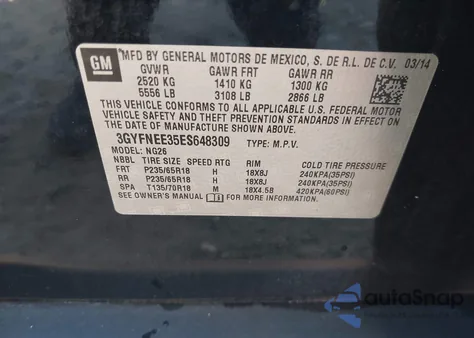 GM MFD BY GENERAL MOTORS DE MEXICO, S. DE R.L. DE C.V. 03/14
GVWR GAWR FRT GAWR RR
2520 KG 1410 KG 1300 KG
5556 LB 3108 LB 2866 LB
THIS VEHICLE CONFORMS TO ALL APPLICABLE U.S. FEDERAL MOTOR
VEHICLE SAFETY AND THEFT PREVENTION STANDARDS IN EFFECT ON
THE DATE OF MANUFACTURE SHOWN ABOVE.
3GYFNEE35ES648309 TYPE: M.P.V.
MODEL: NG26
NBBL TIRE SIZE SPEED RTG RIM COLD TIRE PRESSURE
FRT P235/65R18 H 18X8J 240KPA(35PSI)
RR P235/65R18 H 18X8J 240KPA(35PSI)
SPA T135/70R18 M 18X4.5B 420KPA(60PSI)
SEE OWNER'S MANUAL FOR ADDITIONAL INFORMATION.
autoSnap